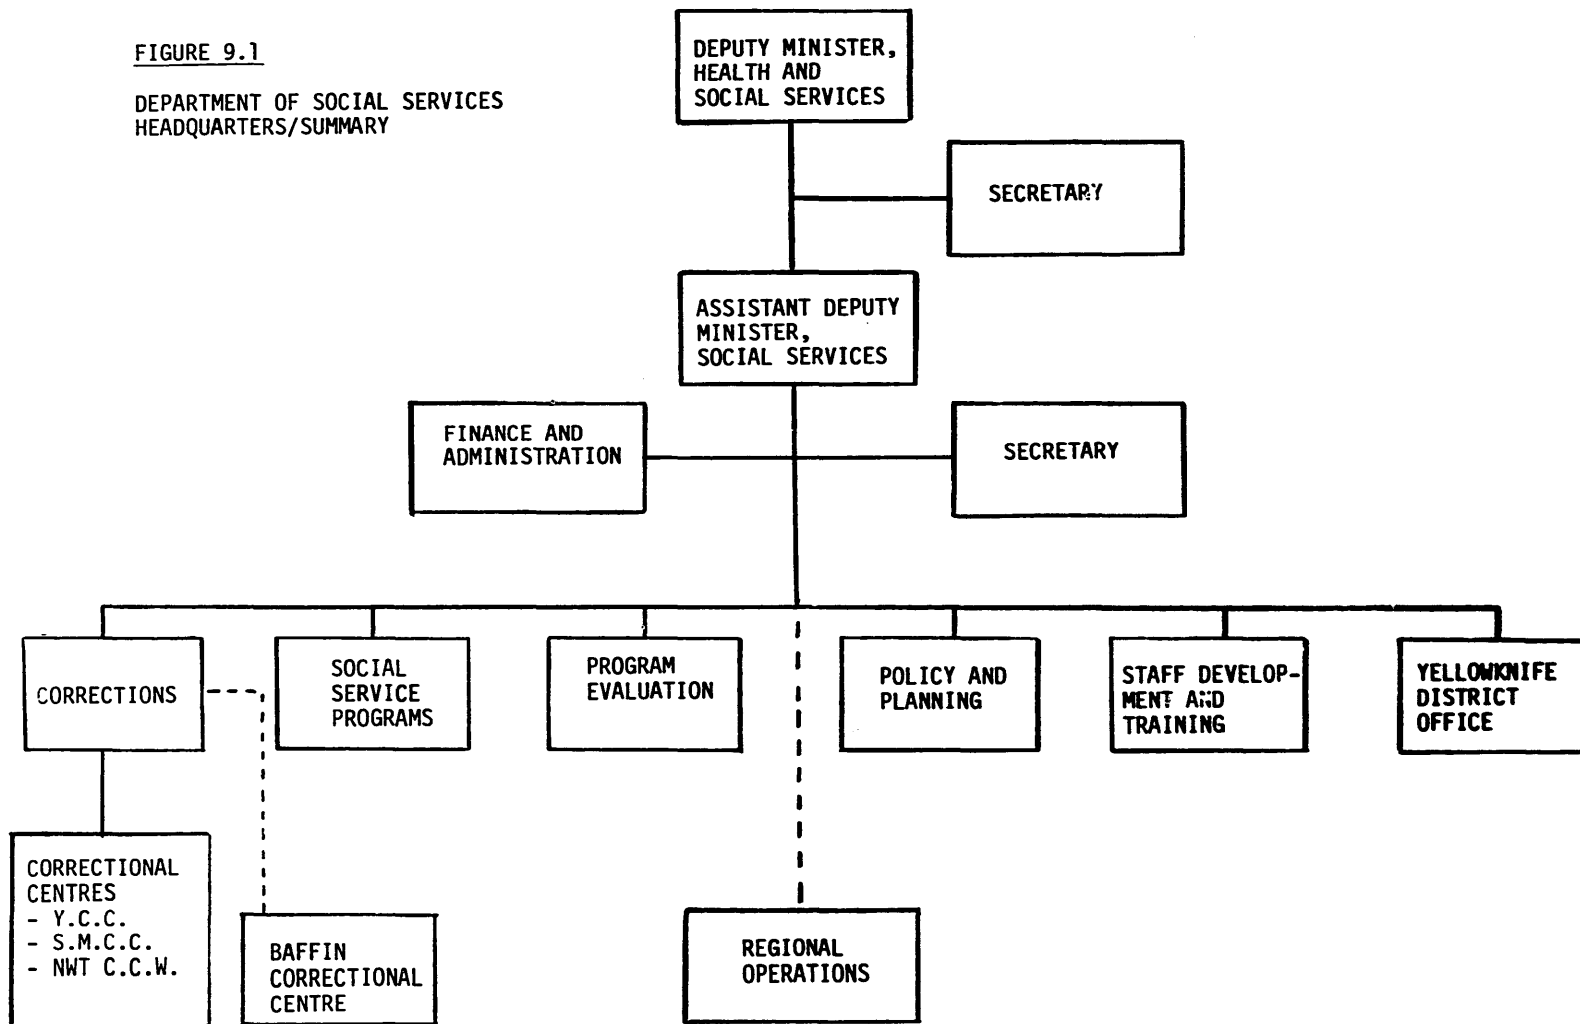 FIGURE 9.1
DEPARTMENT OF SOCIAL SERVICES
HEADQUARTERS/SUMMARY
DEPUTY MINISTER,
HEALTH AND
SOCIAL SERVICES
SECRETARY
ASSISTANT DEPUTY
MINISTER,
SOCIAL SERVICES
FINANCE AND
ADMINISTRATION
SECRETARY
CORRECTIONS
SOCIAL
SERVICE
PROGRAMS
PROGRAM
EVALUATION
POLICY AND
PLANNING
STAFF DEVELOP-
MENT AND
TRAINING
YELLOWKNIFE
DISTRICT
OFFICE
CORRECTIONAL
CENTRES
- Y.C.C.
- S.M.C.C.
- NWT C.C.W.
BAFFIN
CORRECTIONAL
CENTRE
REGIONAL
OPERATIONS